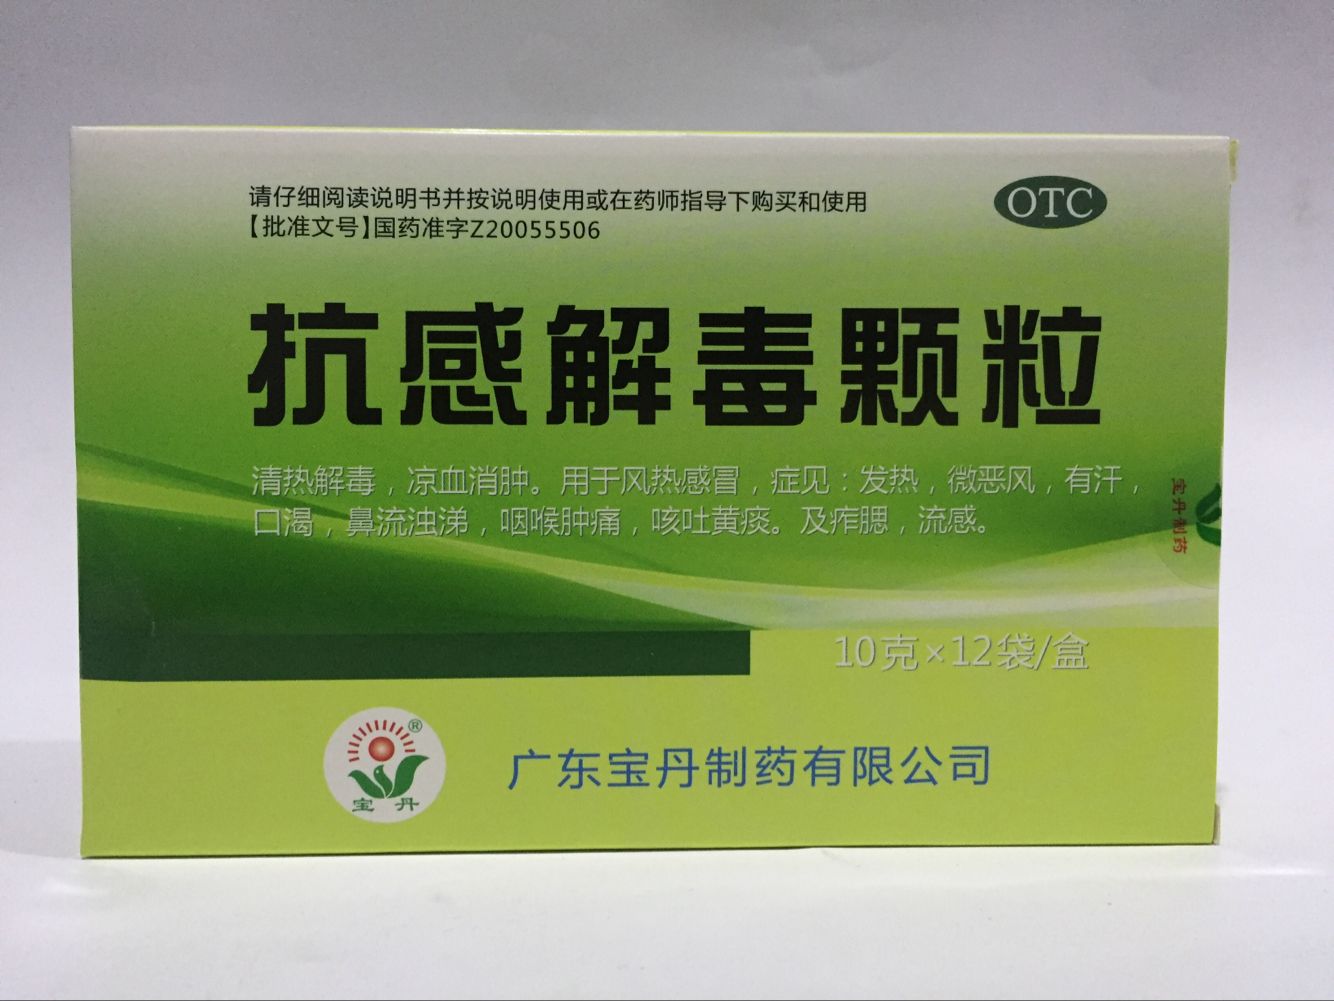 请仔细阅读说明书并按说明使用或在药师指导下购买和使用
【批准文号】国药准字Z20055506
OTC
抗感解毒颗粒
清热解毒，凉血消肿。用于风热感冒，症见：发热，微恶风，有汗，
口渴，鼻流浊涕，咽喉肿痛，咳吐黄痰。及痄腮，流感。
宝丹制药
10克×12袋/盒
®
宝丹
广东宝丹制药有限公司